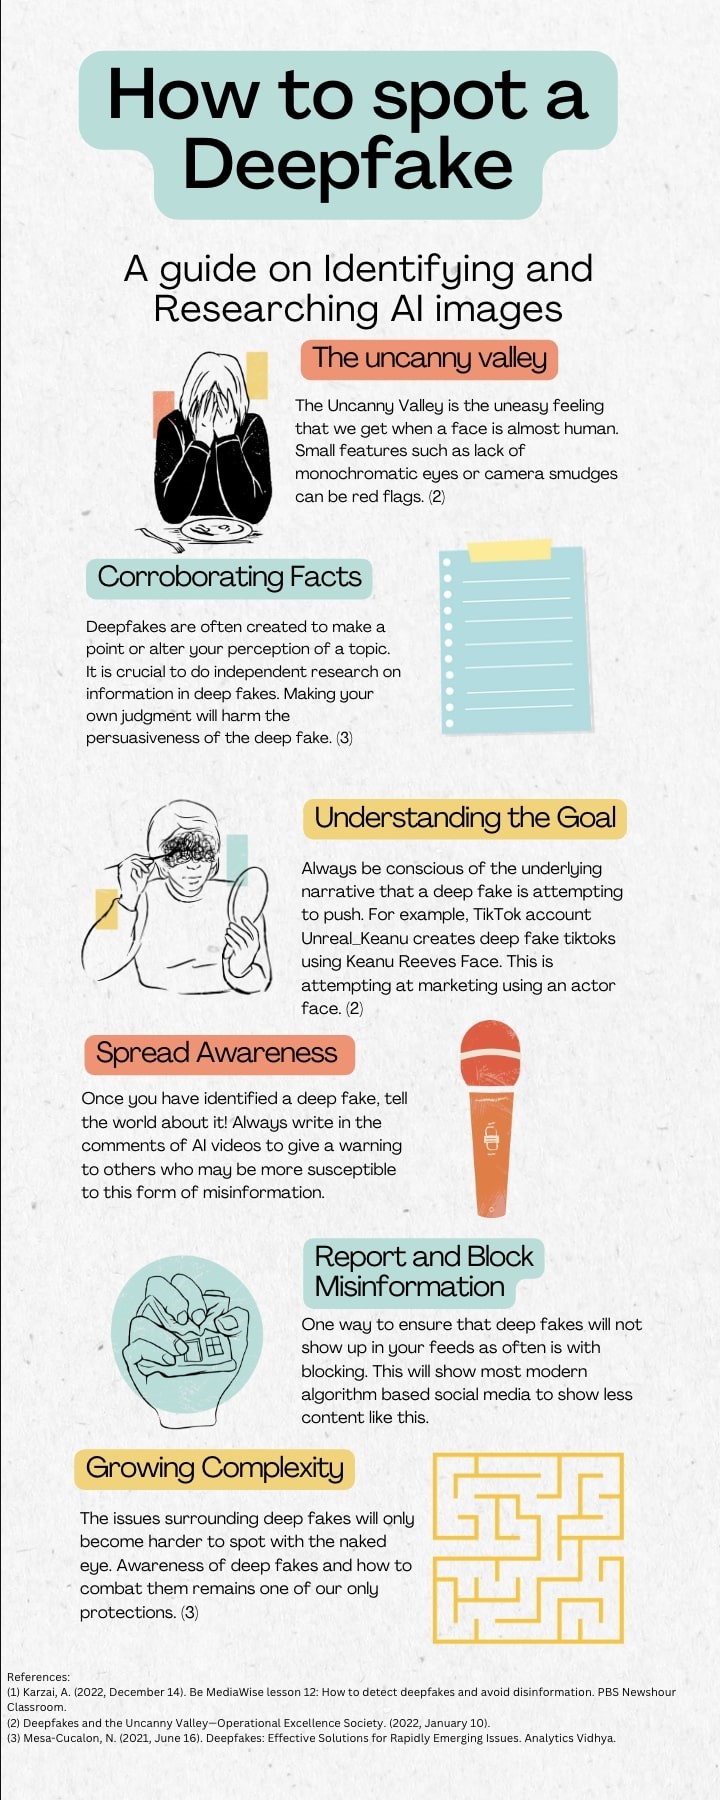 How to spot a
Deepfake
A guide on Identifying and
Researching AI images
The uncanny valley
The Uncanny Valley is the uneasy feeling
that we get when a face is almost human.
Small features such as lack of
monochromatic eyes or camera smudges
can be red flags. (2)
Corroborating Facts
Deepfakes are often created to make a
point or alter your perception of a topic.
It is crucial to do independent research on
information in deep fakes. Making your
own judgment will harm the
persuasiveness of the deep fake. (3)
Understanding the Goal
Always be conscious of the underlying
narrative that a deep fake is attempting
to push. For example, TikTok account
Unreal_Keanu creates deep fake tiktoks
using Keanu Reeves Face. This is
attempting at marketing using an actor
face. (2)
Spread Awareness
Once you have identified a deep fake, tell
the world about it! Always write in the
comments of AI videos to give a warning
to others who may be more susceptible
to this form of misinformation.
Report and Block
Misinformation
One way to ensure that deep fakes will not
show up in your feeds as often is with
blocking. This will show most modern
algorithm based social media to show less
content like this.
Growing Complexity
The issues surrounding deep fakes will only
become harder to spot with the naked
eye. Awareness of deep fakes and how to
combat them remains one of our only
protections. (3)
References:
(1) Karzai, A. (2022, December 14). Be MediaWise lesson 12: How to detect deepfakes and avoid disinformation. PBS Newshour
Classroom.
(2) Deepfakes and the Uncanny Valley—Operational Excellence Society. (2022, January 10).
(3) Mesa-Cucalon, N. (2021, June 16). Deepfakes: Effective Solutions for Rapidly Emerging Issues. Analytics Vidhya.